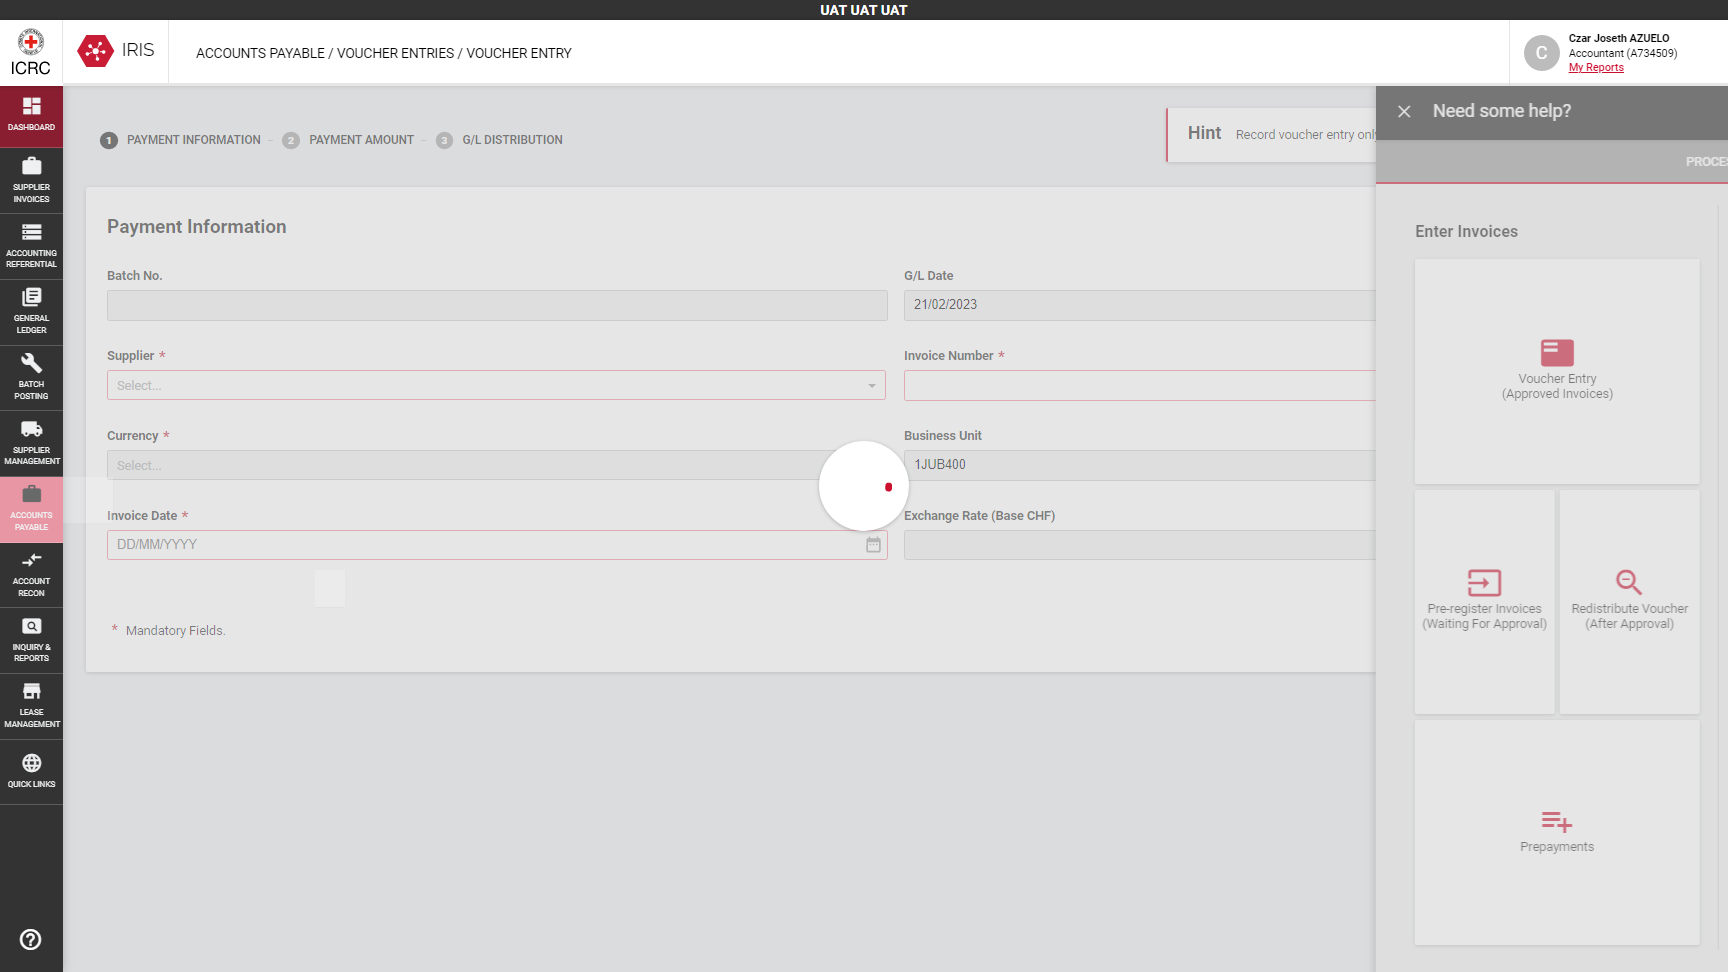 UAT UAT UAT
ICRC
IRIS
ACCOUNTS PAYABLE / VOUCHER ENTRIES / VOUCHER ENTRY
C
Czar Joseth AZUELO
Accountant (A734509)
My Reports
DASHBOARD
SUPPLIER
INVOICES
ACCOUNTING
REFERENTIAL
GENERAL
LEDGER
BATCH
POSTING
SUPPLIER
MANAGEMENT
ACCOUNTS
PAYABLE
ACCOUNT
RECON
INQUIRY &
REPORTS
LEASE
MANAGEMENT
QUICK LINKS
1 PAYMENT INFORMATION - 2 PAYMENT AMOUNT - 3 G/L DISTRIBUTION
Hint Record voucher entry only
Payment Information
Batch No.
G/L Date
21/02/2023
Supplier *
Select...
Invoice Number *
Currency *
Select...
Business Unit
1JUB400
Invoice Date *
DD/MM/YYYY
Exchange Rate (Base CHF)
* Mandatory Fields.
Need some help?
PROCES
Enter Invoices
Voucher Entry
(Approved Invoices)
Pre-register Invoices
(Waiting For Approval)
Redistribute Voucher
(After Approval)
Prepayments